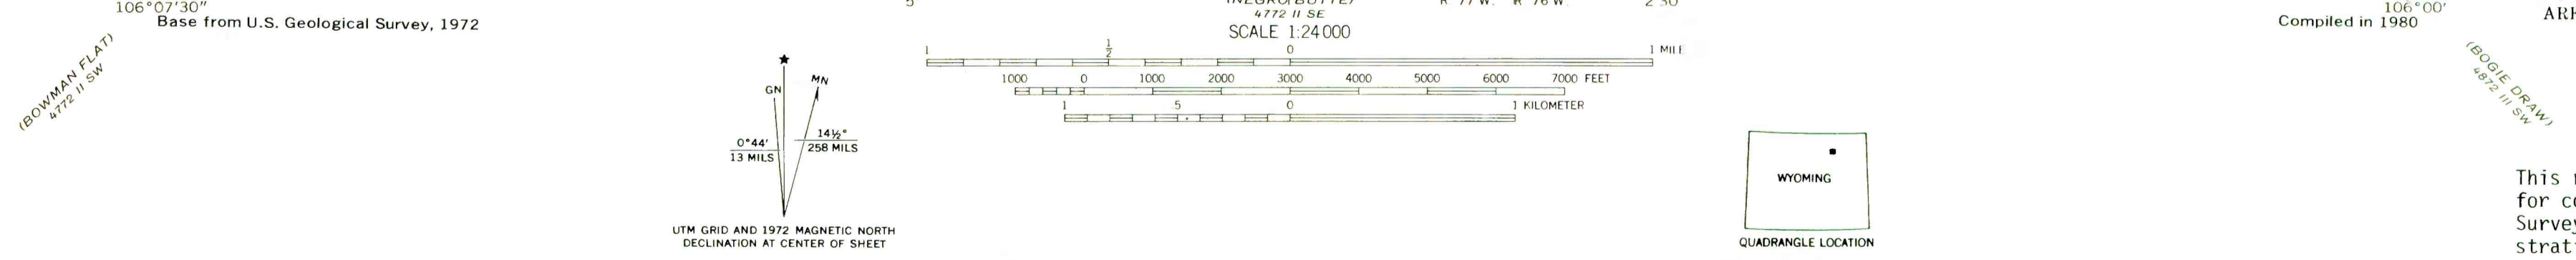 106°07'30"
Base from U.S. Geological Survey, 1972
(BOWMAN FLAT)
4772 II SW
4772 II SE
SCALE 1:24000
1 1/2 0 1 MILE
1000 0 1000 2000 3000 4000 5000 6000 7000 FEET
1 .5 0 1 KILOMETER
GN
MN
0°44'
13 MILS
14½°
258 MILS
UTM GRID AND 1972 MAGNETIC NORTH
DECLINATION AT CENTER OF SHEET
WYOMING
QUADRANGLE LOCATION
106°00'
Compiled in 1980
(BOGIE DRAW)
4872 III SW
This
for